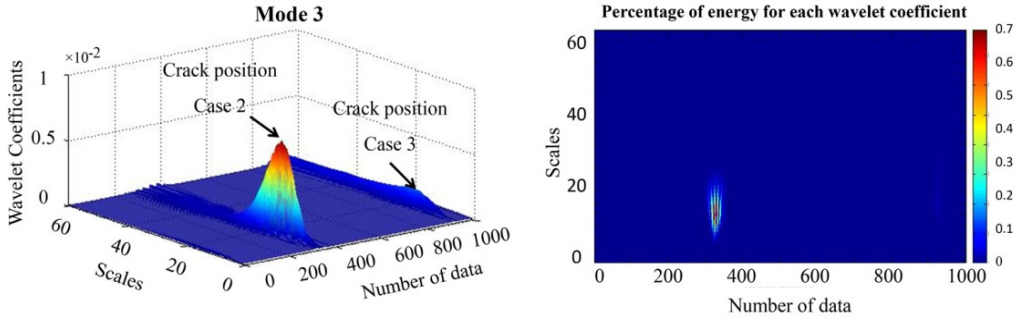 Mode 3
×10⁻²
1
0.5
0
Wavelet Coefficients
Crack position
Case 2
Crack position
Case 3
60
40
20
0
Scales
0
200
400
600
800
1000
Number of data
Percentage of energy for each wavelet coefficient
60
40
20
0
Scales
0
200
400
600
800
1000
Number of data
0.7
0.6
0.5
0.4
0.3
0.2
0.1
0